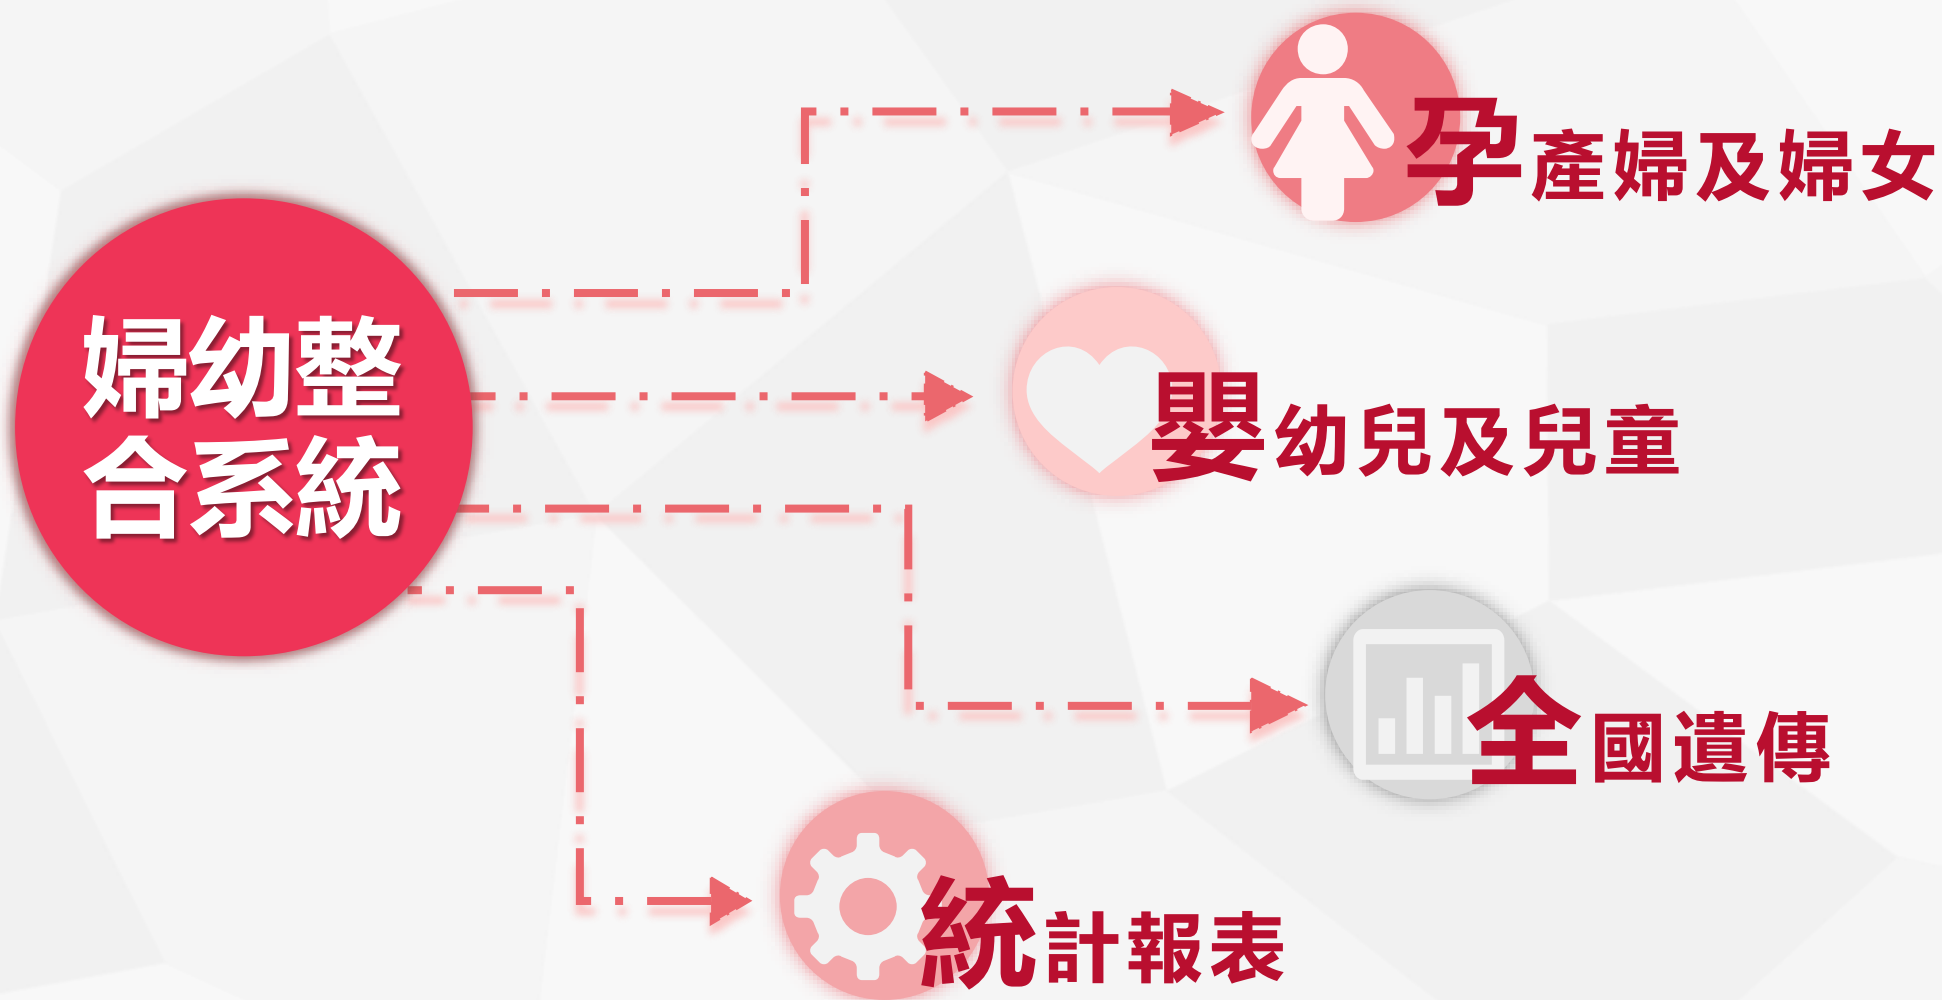 婦幼整
合系統
孕產婦及婦女
嬰幼兒及兒童
全國遺傳
統計報表